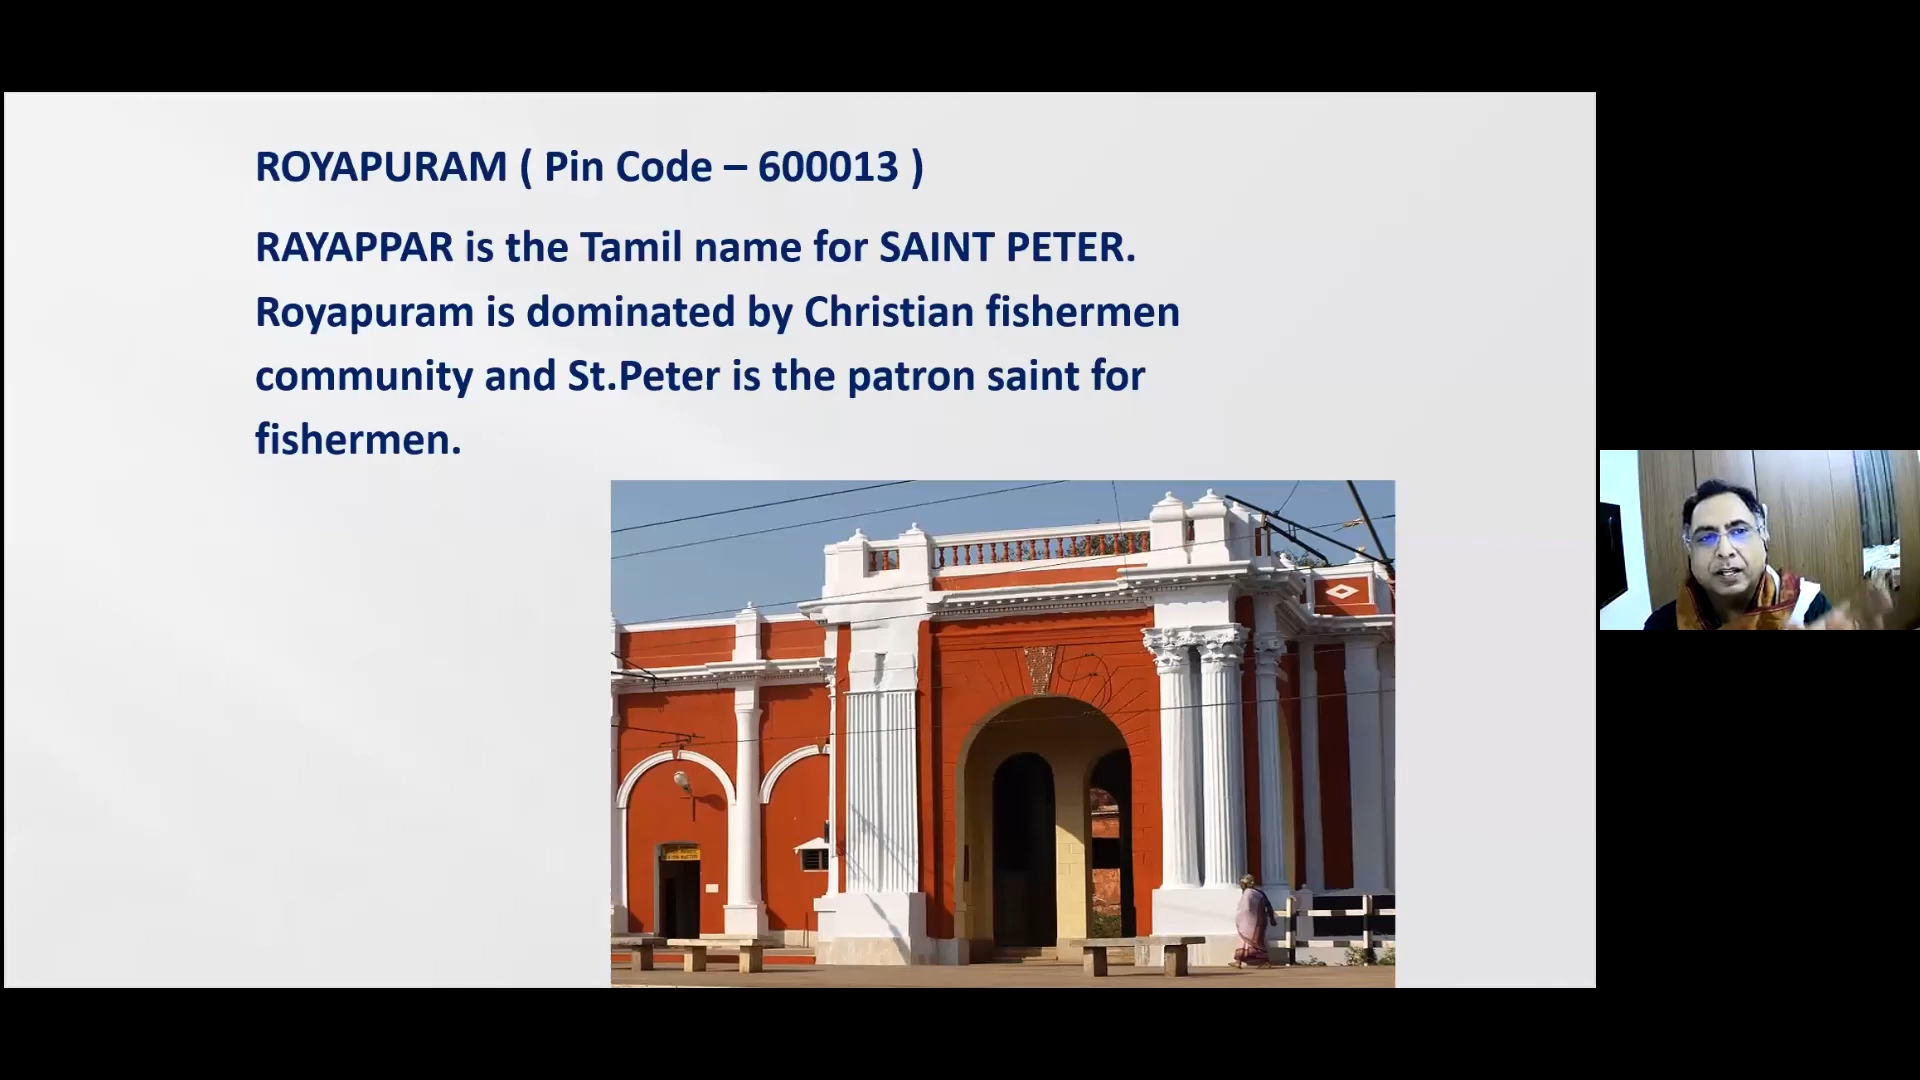 ROYAPURAM ( Pin Code – 600013 )
RAYAPPAR is the Tamil name for SAINT PETER.
Royapuram is dominated by Christian fishermen
community and St.Peter is the patron saint for
fishermen.